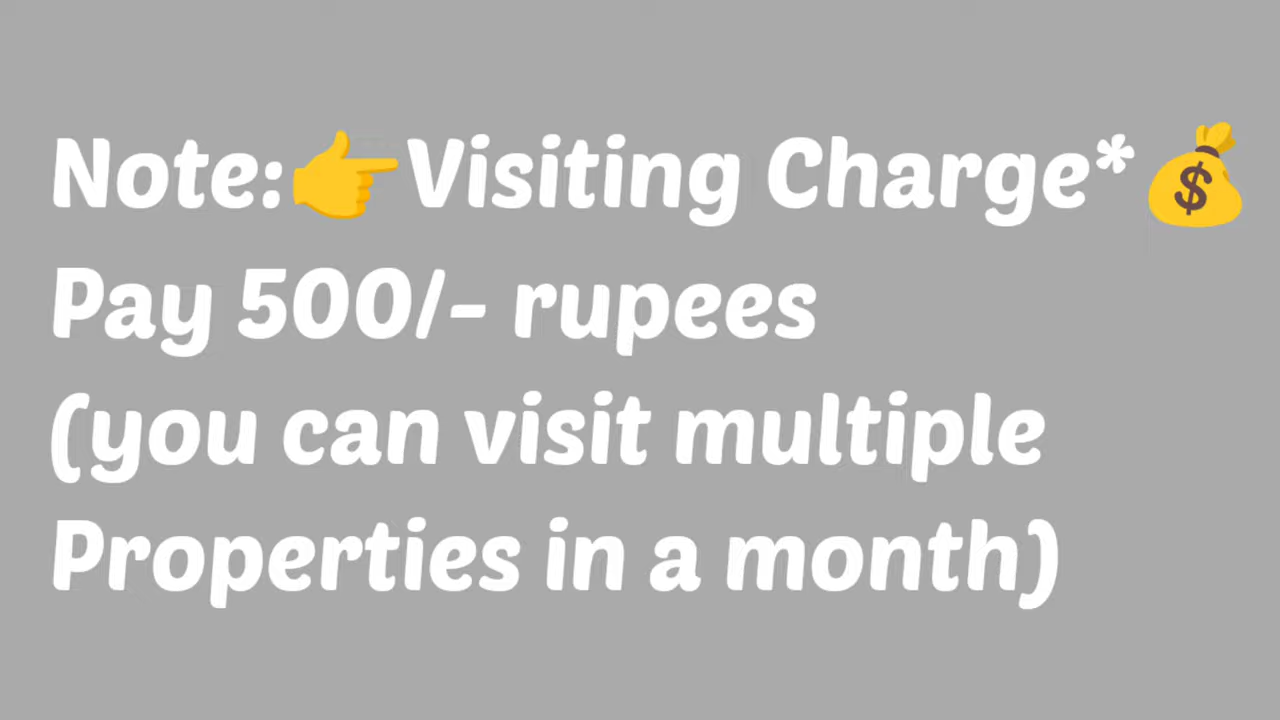 Note:👉Visiting Charge*💰
Pay 500/- rupees
(you can visit multiple
Properties in a month)